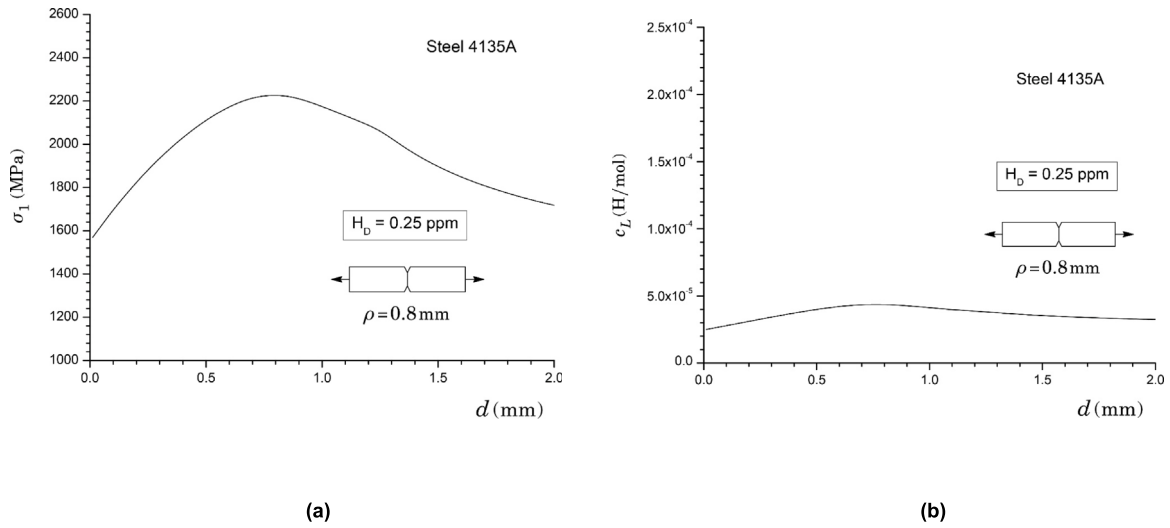 2600
2400
2200
2000
1800
1600
1400
1200
1000
σ₁ (MPa)
Steel 4135A
H_D = 0.25 ppm
ρ = 0.8 mm
0.0 0.5 1.0 1.5 2.0
d (mm)
(a)
2.5x10⁻⁴
2.0x10⁻⁴
1.5x10⁻⁴
1.0x10⁻⁴
5.0x10⁻⁵
0.0
c_L (H/mol)
Steel 4135A
H_D = 0.25 ppm
ρ = 0.8 mm
0.0 0.5 1.0 1.5 2.0
d (mm)
(b)